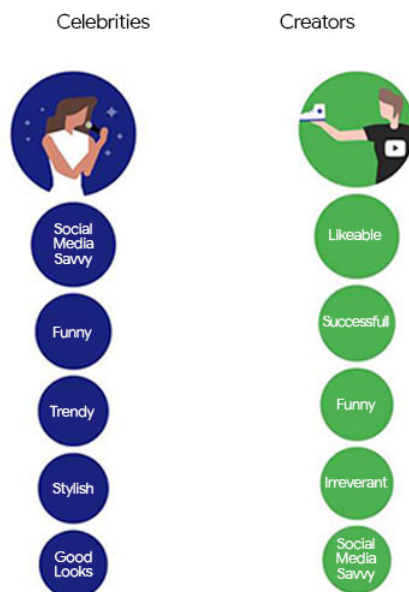 Celebrities
Creators
Social
Media
Savvy
Funny
Trendy
Stylish
Good
Looks
Likeable
Successfull
Funny
Irreverant
Social
Media
Savvy